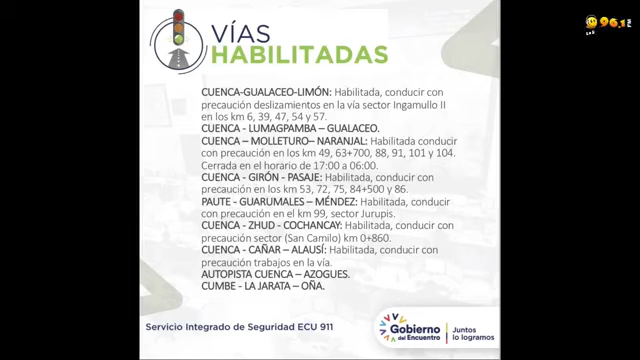 VÍAS
HABILITADAS
96.1
CUENCA-GUALACEO-LIMÓN: Habilitada, conducir con
precaución deslizamientos en la vía sector Ingamullo II
en los km 6, 39, 47, 54 y 57.
CUENCA - LUMAGPAMBA – GUALACEO.
CUENCA – MOLLETURO– NARANJAL: Habilitada conducir
con precaución en los km 49, 63+700, 88, 91, 101 y 104.
Cerrada en el horario de 17:00 a 06:00.
CUENCA - GIRÓN - PASAJE: Habilitada, conducir con
precaución en los km 53, 72, 75, 84+500 y 86.
PAUTE - GUARUMALES – MÉNDEZ: Habilitada, conducir
con precaución en el km 99, sector Jurupis.
CUENCA - ZHUD - COCHANCAY: Habilitada, conducir con
precaución sector (San Camilo) km 0+860.
CUENCA - CAÑAR – ALAUSÍ: Habilitada, conducir con
precaución trabajos en la vía.
AUTOPISTA CUENCA – AZOGUES.
CUMBE - LA JARATA – OÑA.
Servicio Integrado de Seguridad ECU 911
Gobierno
del Encuentro
Juntos
lo logramos